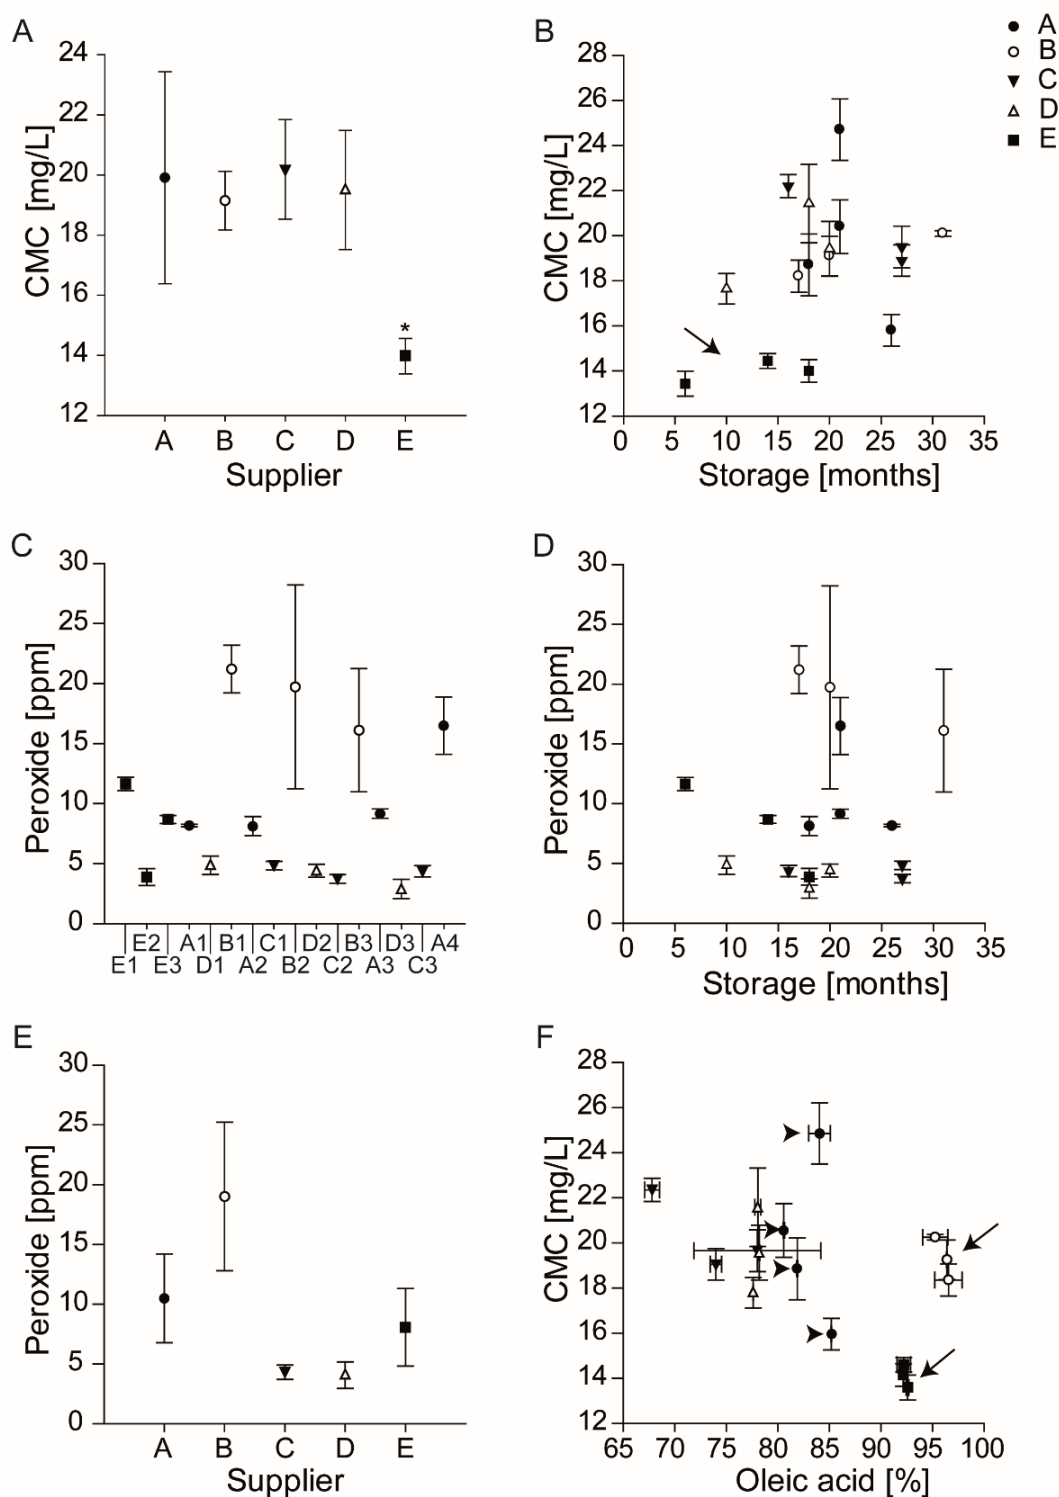 A
24
22
20
18
16
14
12
CMC [mg/L]
*
A B C D E
Supplier
B
28
26
24
22
20
18
16
14
12
CMC [mg/L]
0 5 10 15 20 25 30 35
Storage [months]
A
B
C
D
E
C
30
25
20
15
10
5
0
Peroxide [ppm]
E2 A1 B1 C1 D2 B3 D3 A4
E1 E3 D1 A2 B2 C2 A3 C3
D
30
25
20
15
10
5
0
Peroxide [ppm]
0 5 10 15 20 25 30 35
Storage [months]
E
30
25
20
15
10
5
0
Peroxide [ppm]
A B C D E
Supplier
F
28
26
24
22
20
18
16
14
12
CMC [mg/L]
65 70 75 80 85 90 95 100
Oleic acid [%]